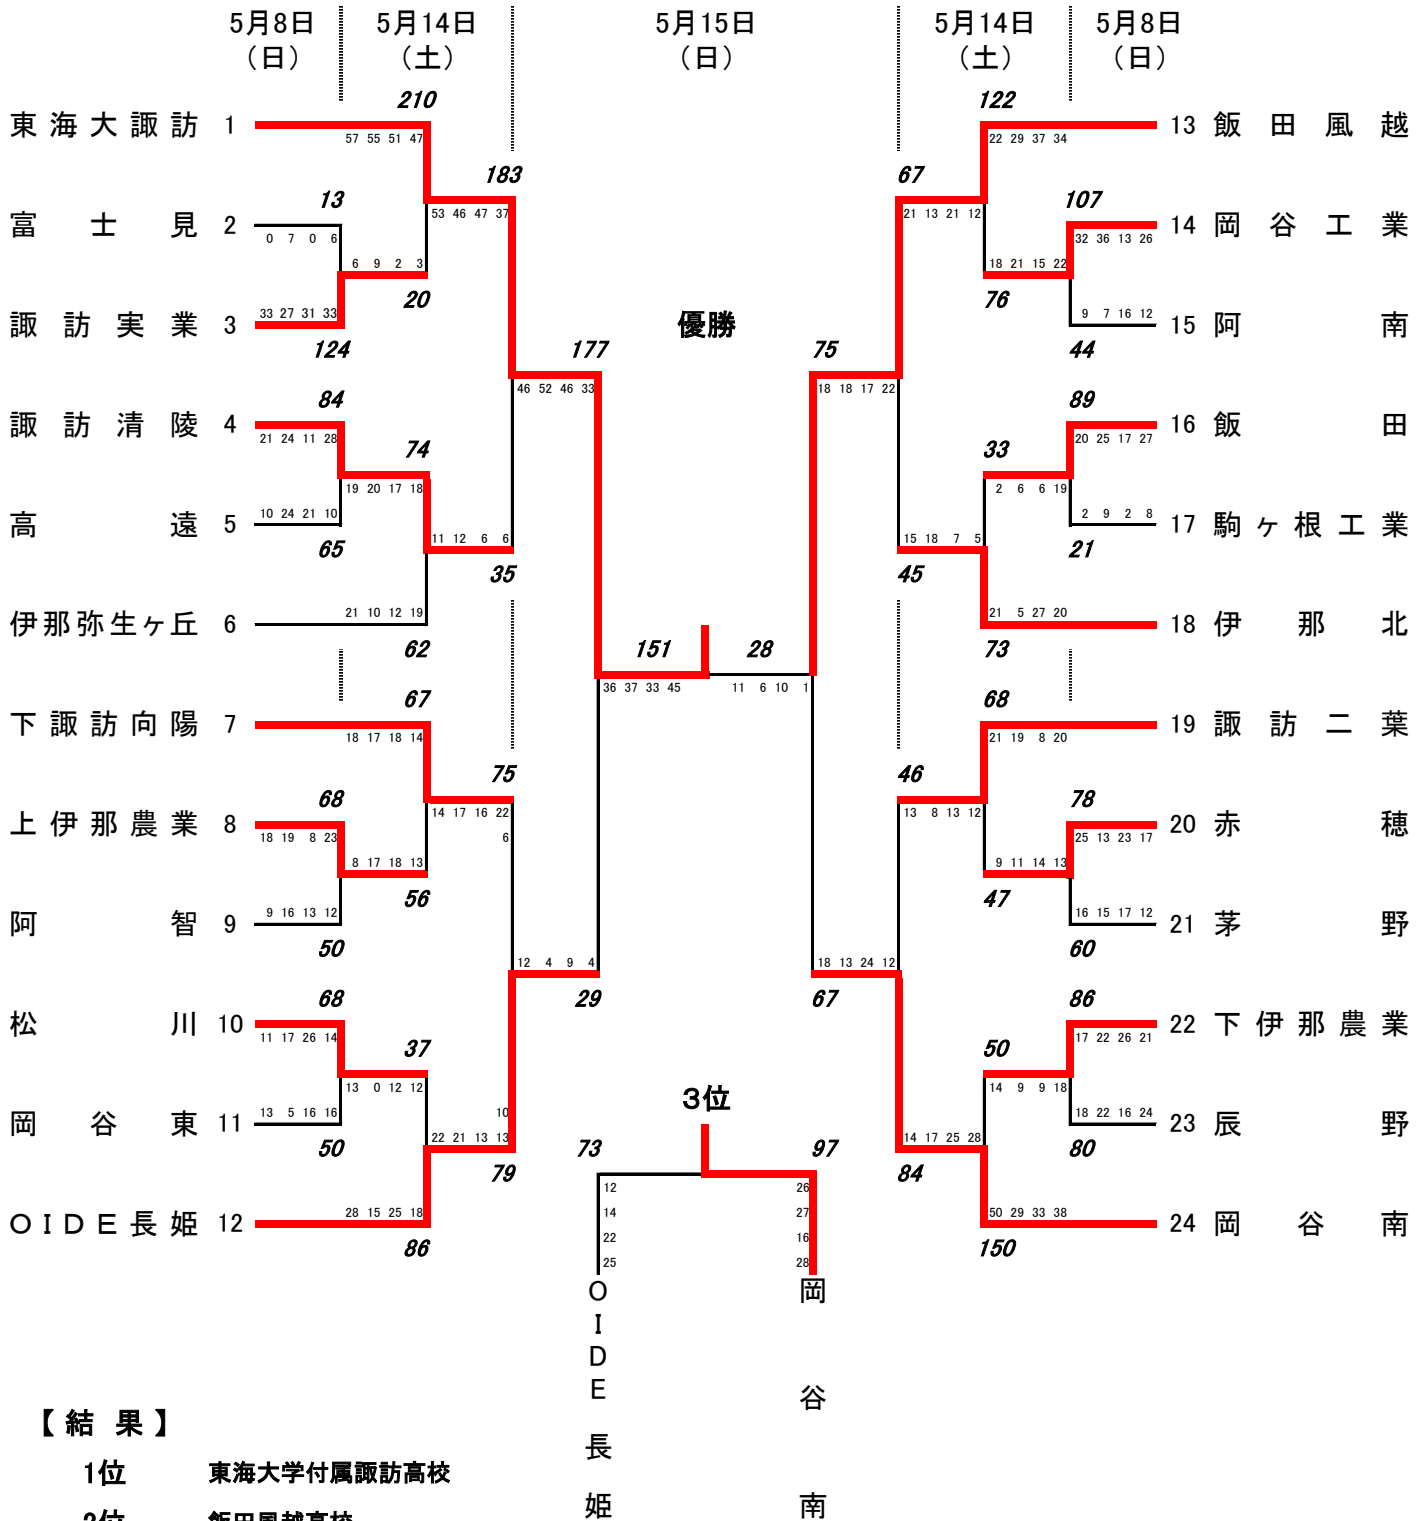 5月8日 5月14日 5月15日 5月14日 5月8日
（日） （土） （日） （土） （日）
210 122
東海大諏訪 1 13 飯田風越
57 55 51 47 22 29 37 34
183 67
13 107
富士見 2 53 46 47 37 21 13 21 12 14 岡谷工業
0 7 0 6 32 36 13 26
6 9 2 3 18 21 15 22
20 76
諏訪実業 3 33 27 31 33 優勝 9 7 16 12 15 阿南
124 177 75 44
46 52 46 33 18 18 17 22
84 89
諏訪清陵 4 16 飯田
21 24 11 28 74 33 20 25 17 27
19 20 17 18 2 6 6 19
高遠 5 10 24 21 10 2 9 2 8 17 駒ヶ根工業
65 11 12 6 6 15 18 7 5 21
35 45
伊那弥生ヶ丘 6 21 10 12 19 21 5 27 20 18 伊那北
62 151 28 73
36 37 33 45 11 6 10 1
67 68
下諏訪向陽 7 19 諏訪二葉
18 17 18 14 21 19 8 20
75 46
68 78
上伊那農業 8 14 17 16 22 13 8 13 12 20 赤穂
18 19 8 23 6 25 13 23 17
8 17 18 13 9 11 14 13
56 47
阿智 9 9 16 13 12 16 15 17 12 21 茅野
50 60
12 4 9 4 18 13 24 12
68 29 67 86
松川 10 22 下伊那農業
11 17 26 14 37 50 17 22 26 21
13 0 12 12 14 9 9 18
3位
岡谷東 11 13 5 16 16 10 18 22 16 24 23 辰野
50 22 21 13 13 73 97 14 17 25 28 80
79 84
12 26
14 27
OIDE長姫 12 28 15 25 18 22 16 50 29 33 38 24 岡谷南
86 25 28 150
OIDE長姫 岡谷南
【結果】
1位 東海大学付属諏訪高校
2位 飯田風越高校